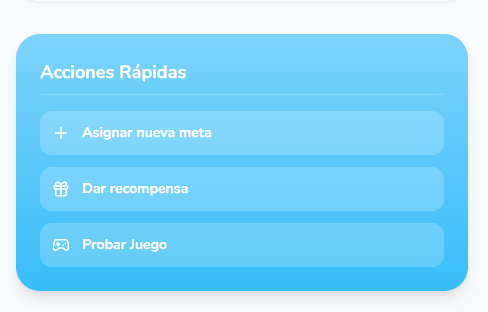 Acciones Rápidas
Asignar nueva meta
Dar recompensa
Probar Juego